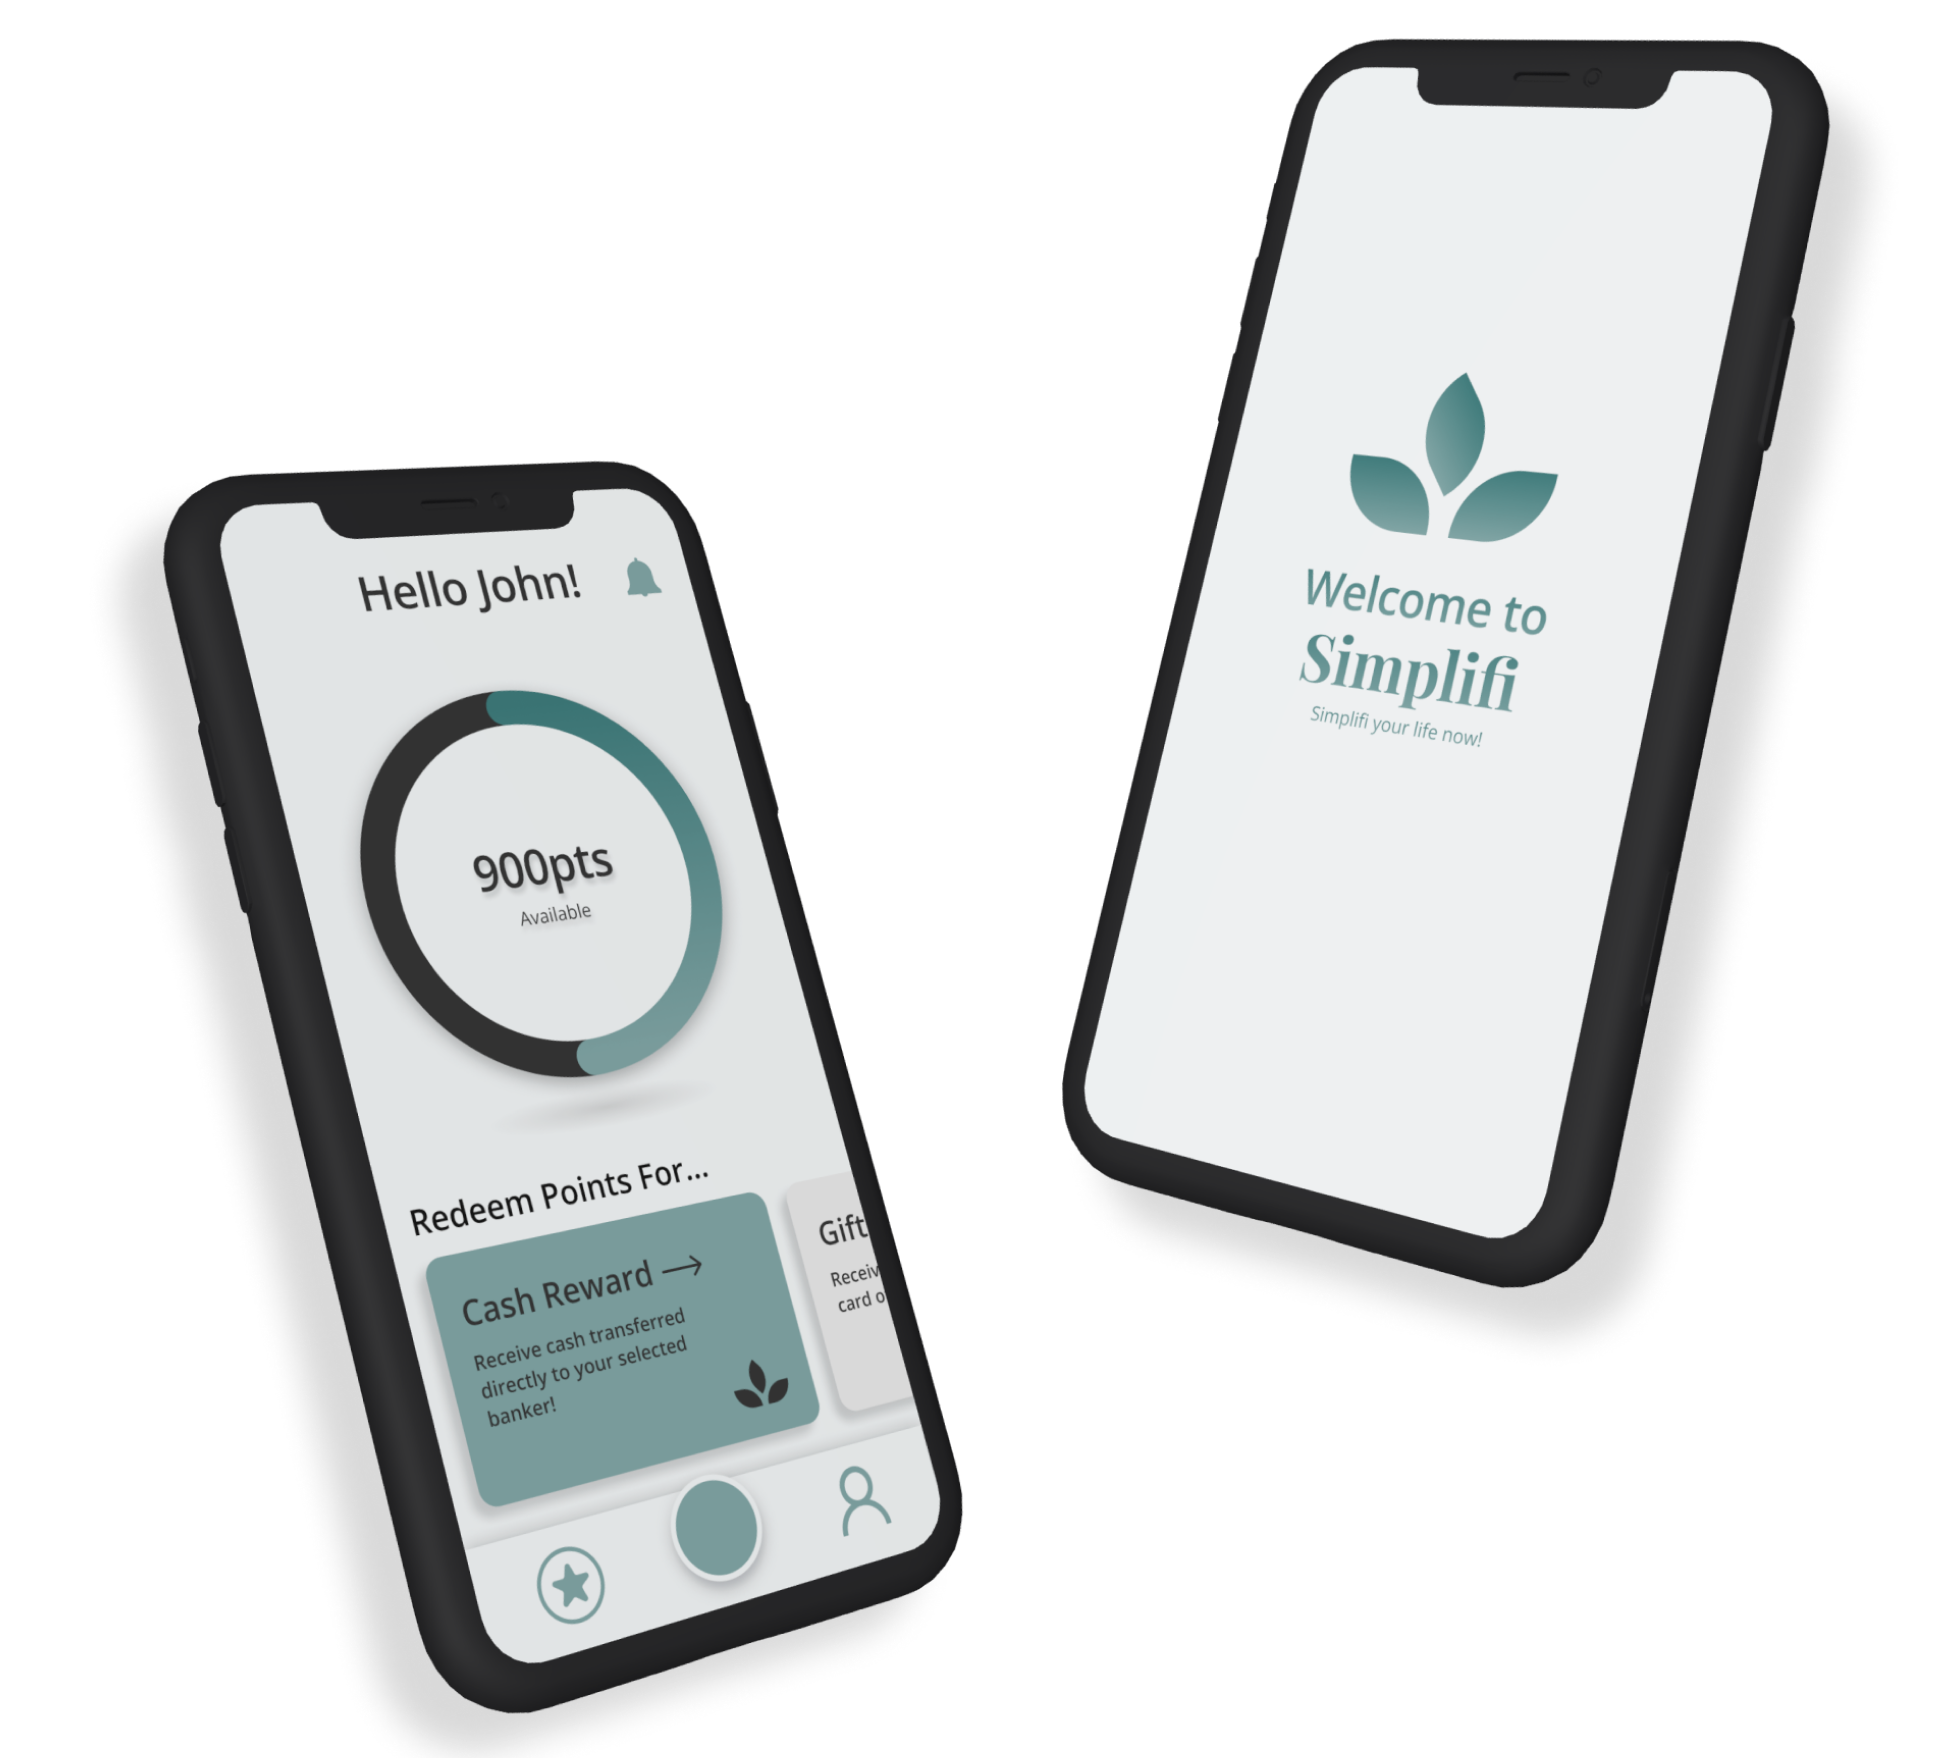 Hello John!
900pts
Available
Redeem Points For...
Cash Reward
Receive cash transferred
directly to your selected
banker!
Gift
card
Welcome to
Simplifi
Simplifi your life now!